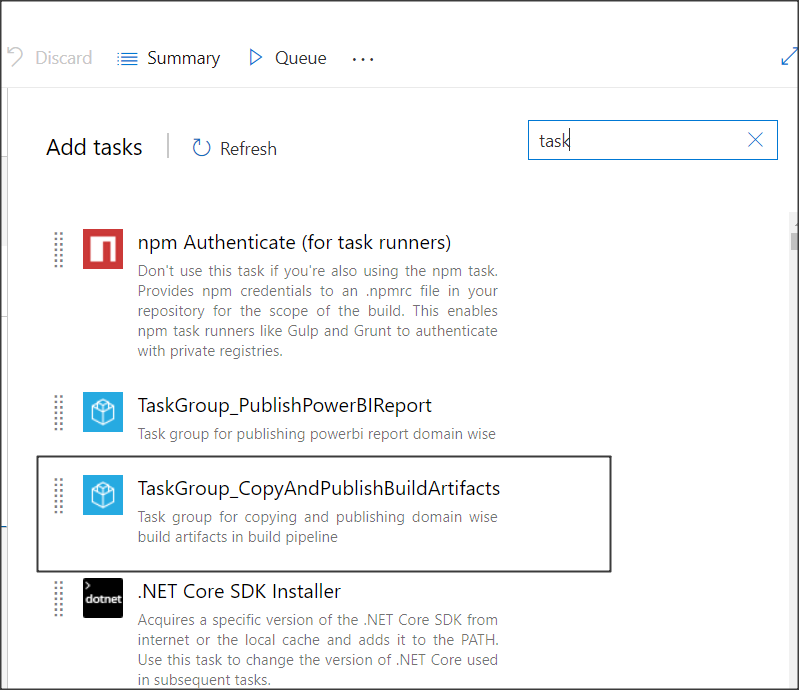 Discard
Summary
Queue
...
Add tasks
Refresh
task
npm Authenticate (for task runners)
Don't use this task if you're also using the npm task.
Provides npm credentials to an .npmrc file in your
repository for the scope of the build. This enables
npm task runners like Gulp and Grunt to authenticate
with private registries.
TaskGroup_PublishPowerBIReport
Task group for publishing powerbi report domain wise
TaskGroup_CopyAndPublishBuildArtifacts
Task group for copying and publishing domain wise
build artifacts in build pipeline
dotnet
.NET Core SDK Installer
Acquires a specific version of the .NET Core SDK from
internet or the local cache and adds it to the PATH.
Use this task to change the version of .NET Core used
in subsequent tasks.